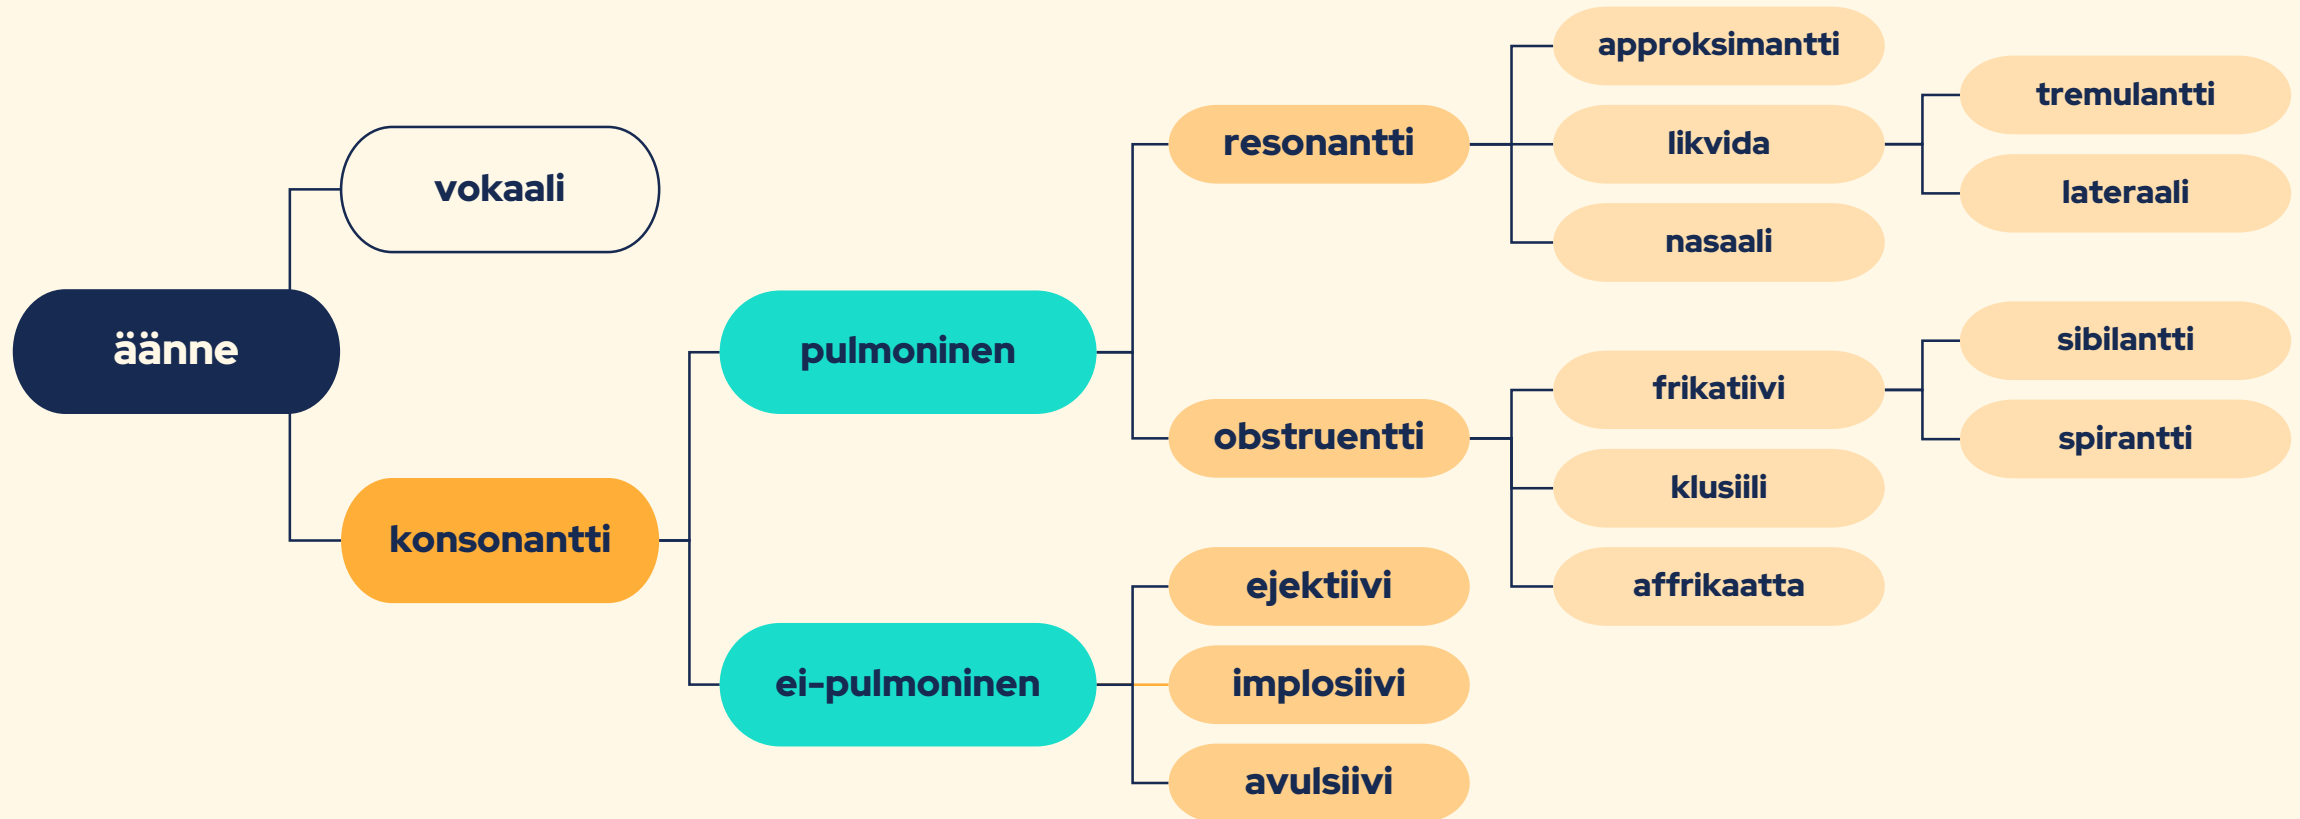 äänne
vokaali
konsonantti
pulmoninen
ei-pulmoninen
resonantti
obstruentti
ejektiivi
implosiivi
avulsiivi
approksimantti
likvida
nasaali
frikatiivi
klusiili
affrikaatta
tremulantti
lateraali
sibilantti
spirantti